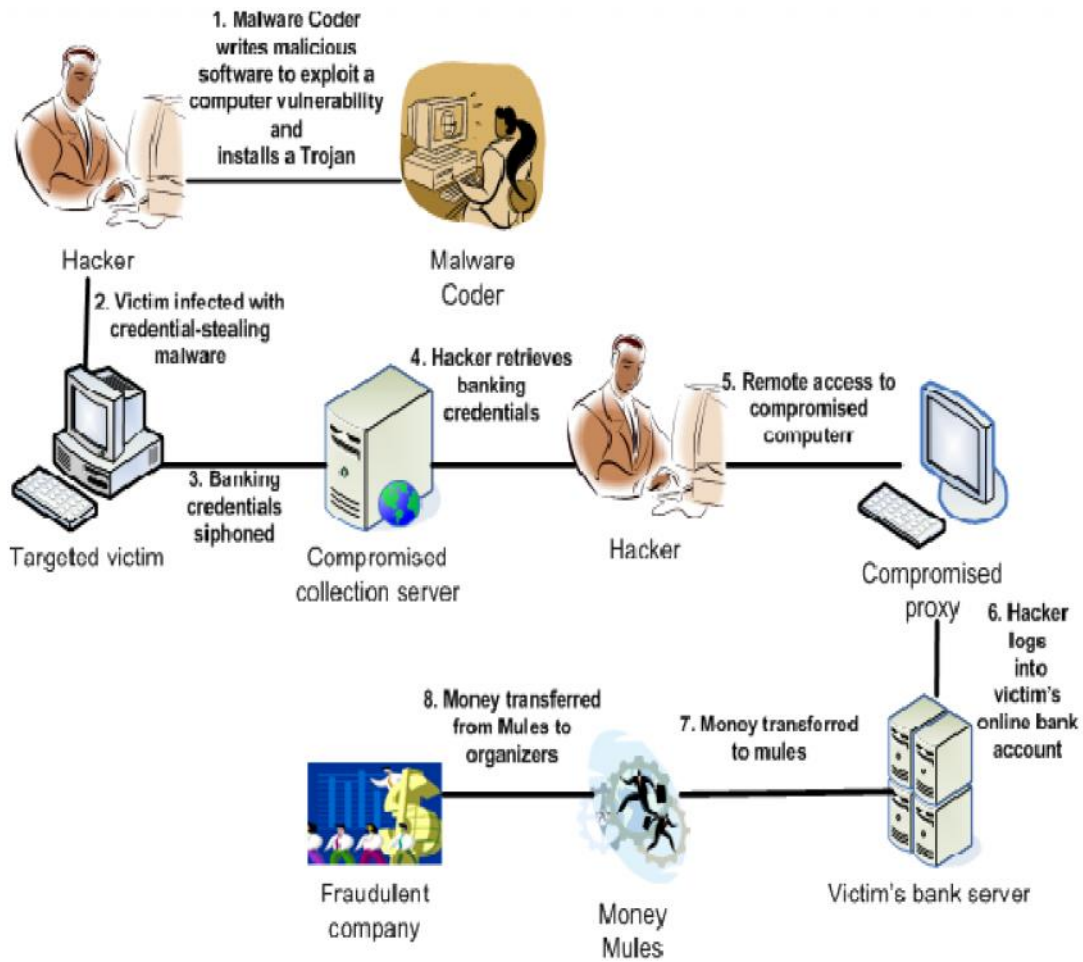 1. Malware Coder
writes malicious
software to exploit a
computer vulnerability
and
installs a Trojan
Hacker
Malware
Coder
2. Victim infected with
credential-stealing
malware
4. Hacker retrieves
banking
credentials
5. Remote access to
compromised
computerr
3. Banking
credentials
siphoned
Targeted victim
Compromised
collection server
Hacker
Compromised
proxy
6. Hacker
logs
into
victim's
online bank
account
8. Money transferred
from Mules to
organizers
7. Money transferred
to mules
Fraudulent
company
Money
Mules
Victim's bank server